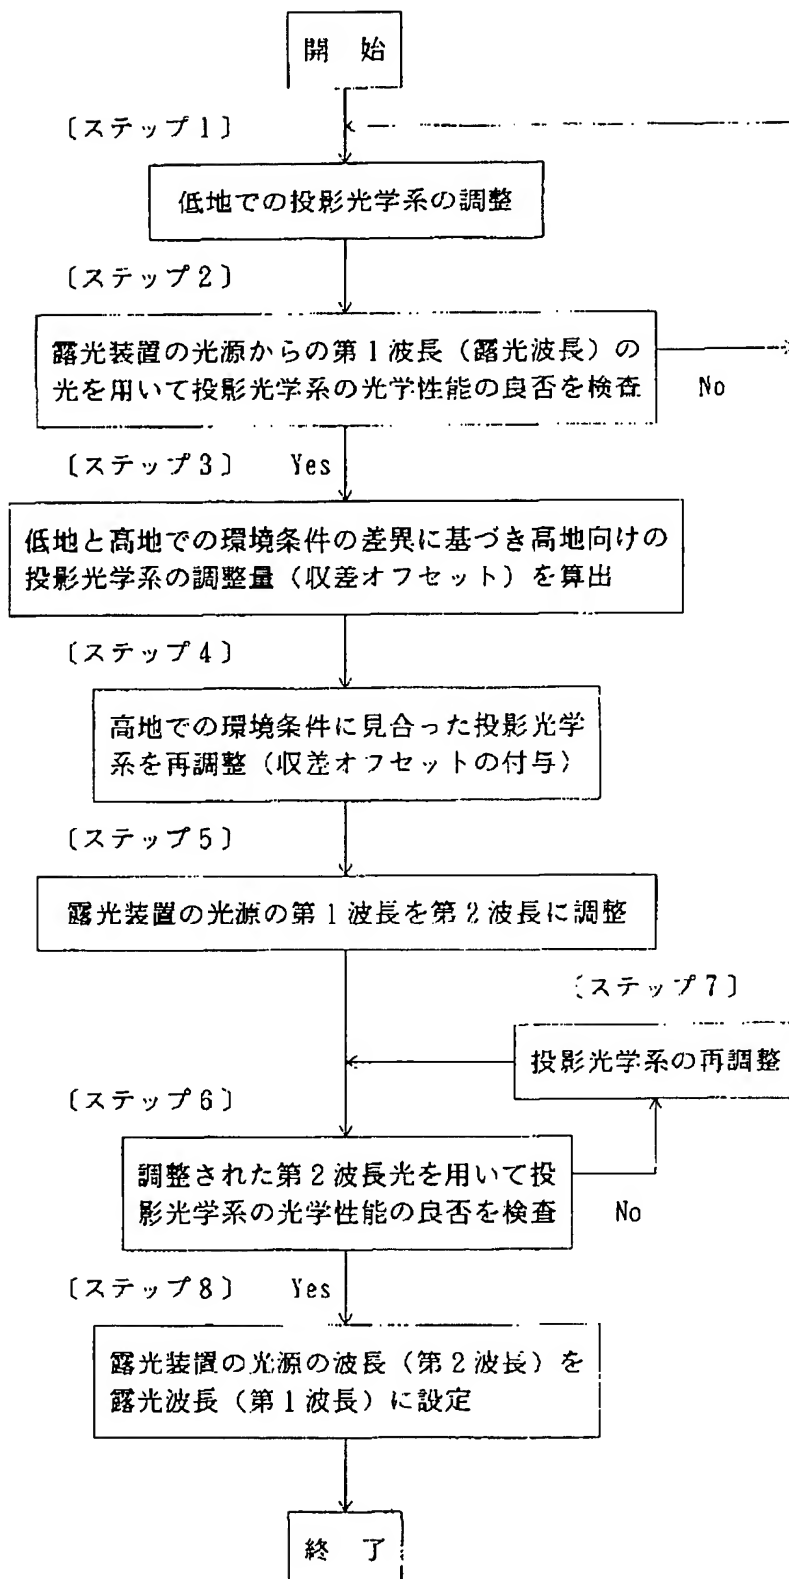 開 始
〔ステップ1〕
低地での投影光学系の調整
〔ステップ2〕
露光装置の光源からの第1波長（露光波長）の
光を用いて投影光学系の光学性能の良否を検査
No
〔ステップ3〕 Yes
低地と高地での環境条件の差異に基づき高地向けの
投影光学系の調整量（収差オフセット）を算出
〔ステップ4〕
高地での環境条件に見合った投影光学
系を再調整（収差オフセットの付与）
〔ステップ5〕
露光装置の光源の第1波長を第2波長に調整
〔ステップ7〕
投影光学系の再調整
〔ステップ6〕
調整された第2波長光を用いて投
影光学系の光学性能の良否を検査
No
〔ステップ8〕 Yes
露光装置の光源の波長（第2波長）を
露光波長（第1波長）に設定
終 了